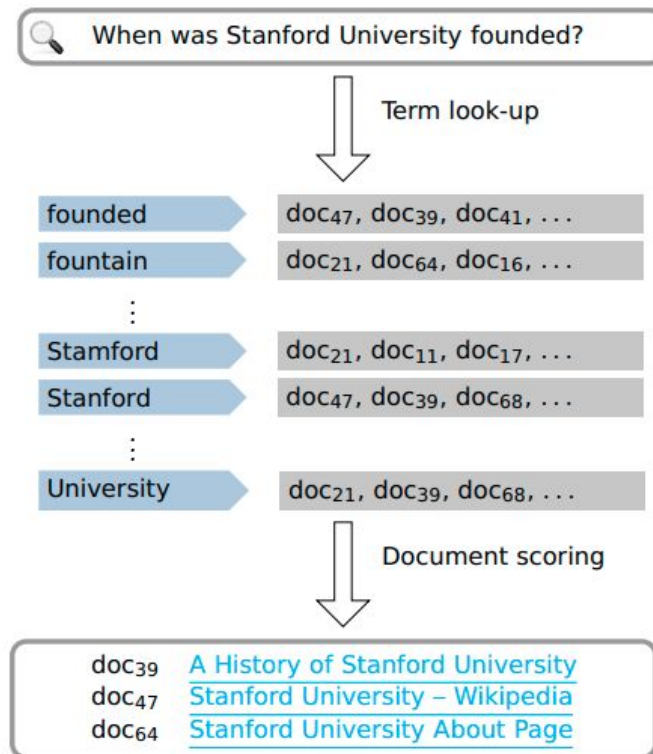 When was Stanford University founded?
Term look-up
founded doc₄₇, doc₃₉, doc₄₁, ...
fountain doc₂₁, doc₆₄, doc₁₆, ...
⋮
Stamford doc₂₁, doc₁₁, doc₁₇, ...
Stanford doc₄₇, doc₃₉, doc₆₈, ...
⋮
University doc₂₁, doc₃₉, doc₆₈, ...
Document scoring
doc₃₉ A History of Stanford University
doc₄₇ Stanford University – Wikipedia
doc₆₄ Stanford University About Page